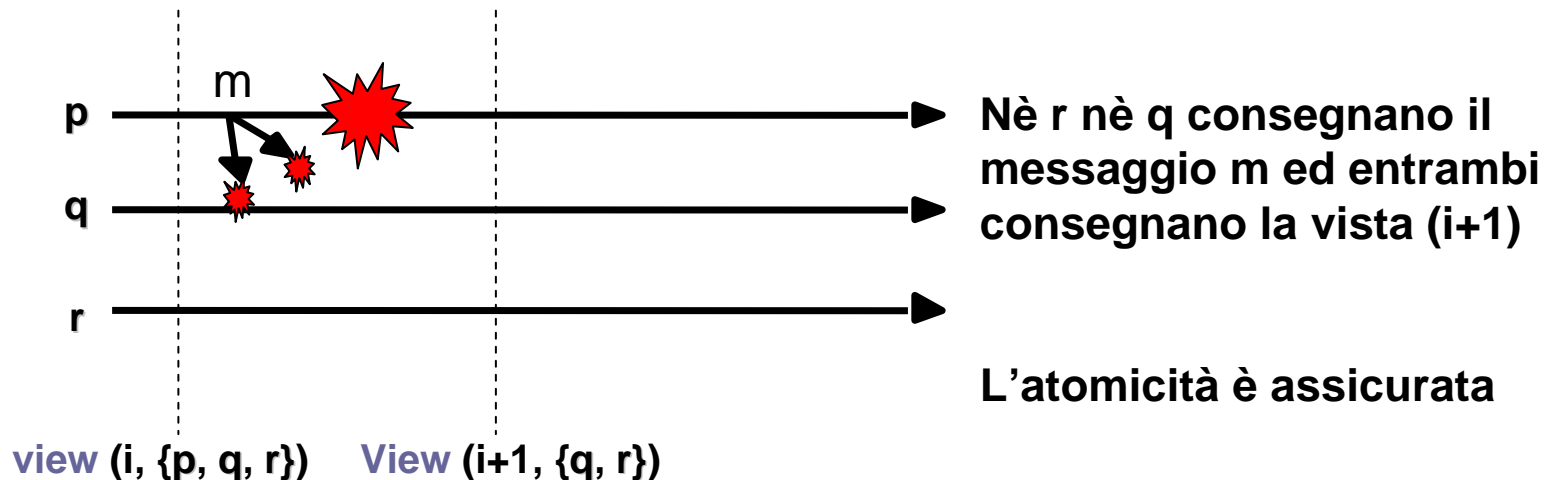 m
p
q
r
Nè r nè q consegnano il
messaggio m ed entrambi
consegnano la vista (i+1)
L'atomicità è assicurata
view (i, {p, q, r})
View (i+1, {q, r})